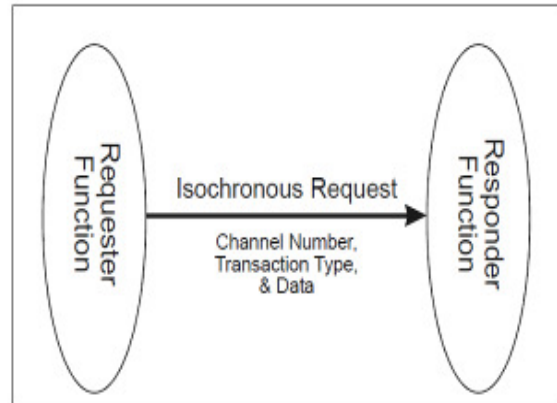 Requester
Function
Isochronous Request
Channel Number,
Transaction Type,
& Data
Responder
Function